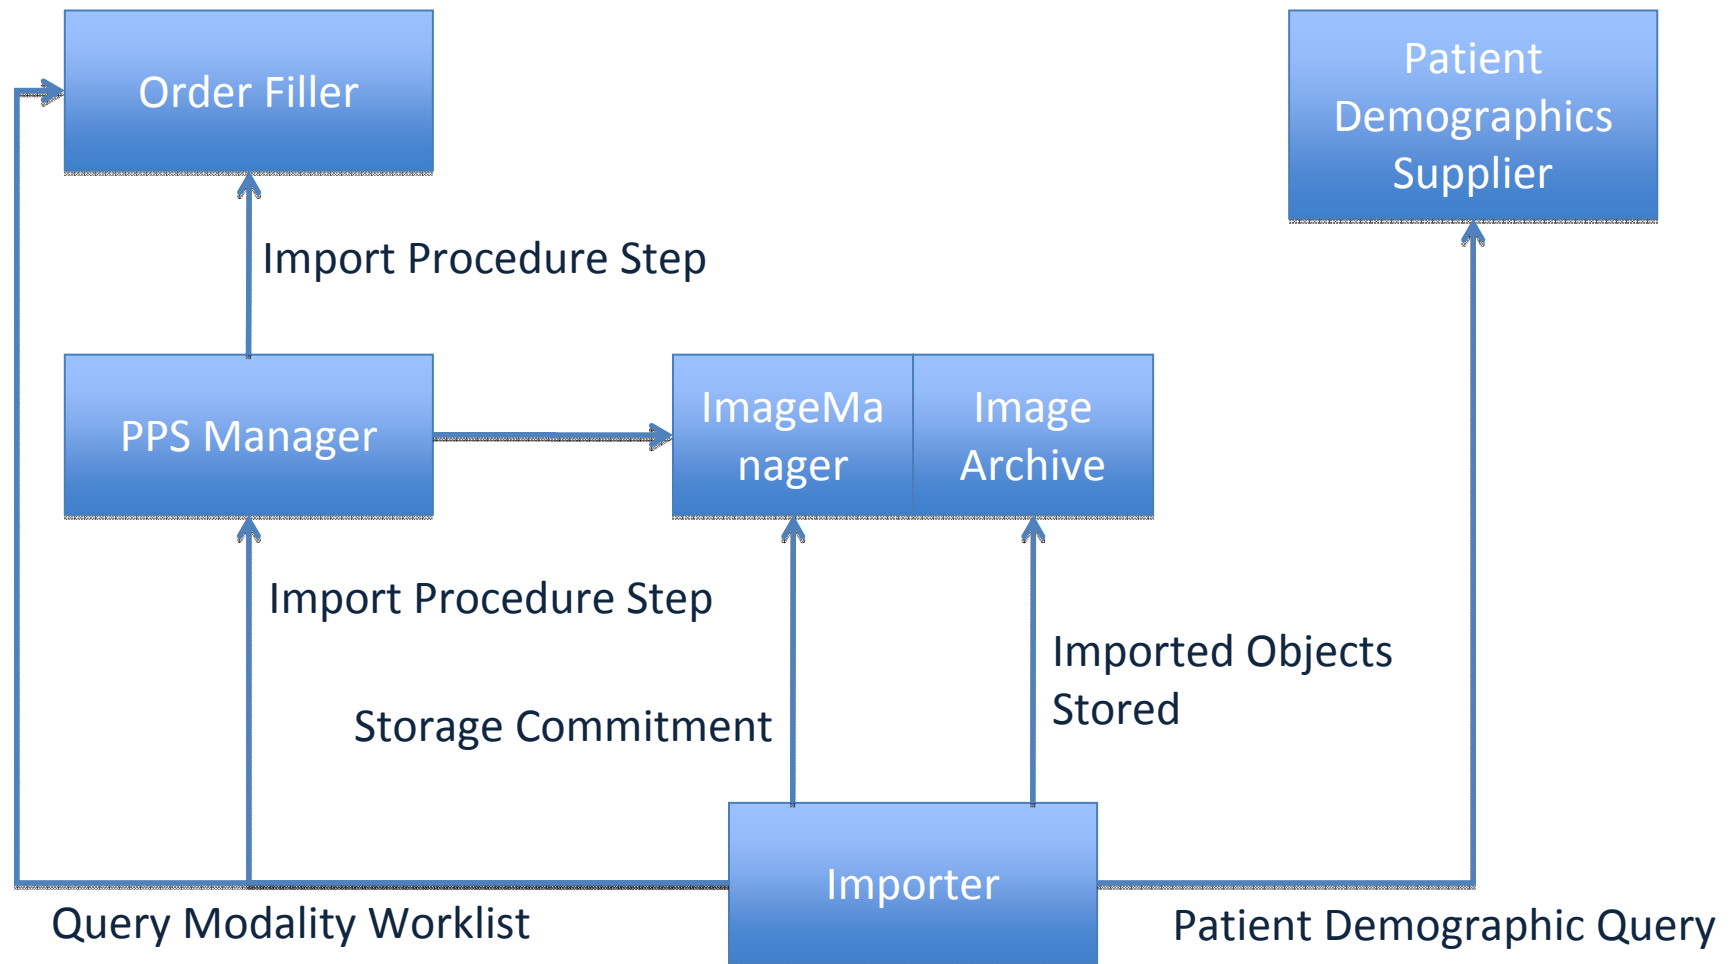 Order Filler
Patient
Demographics
Supplier
Import Procedure Step
PPS Manager
ImageMa
nager
Image
Archive
Import Procedure Step
Imported Objects
Stored
Storage Commitment
Importer
Query Modality Worklist
Patient Demographic Query